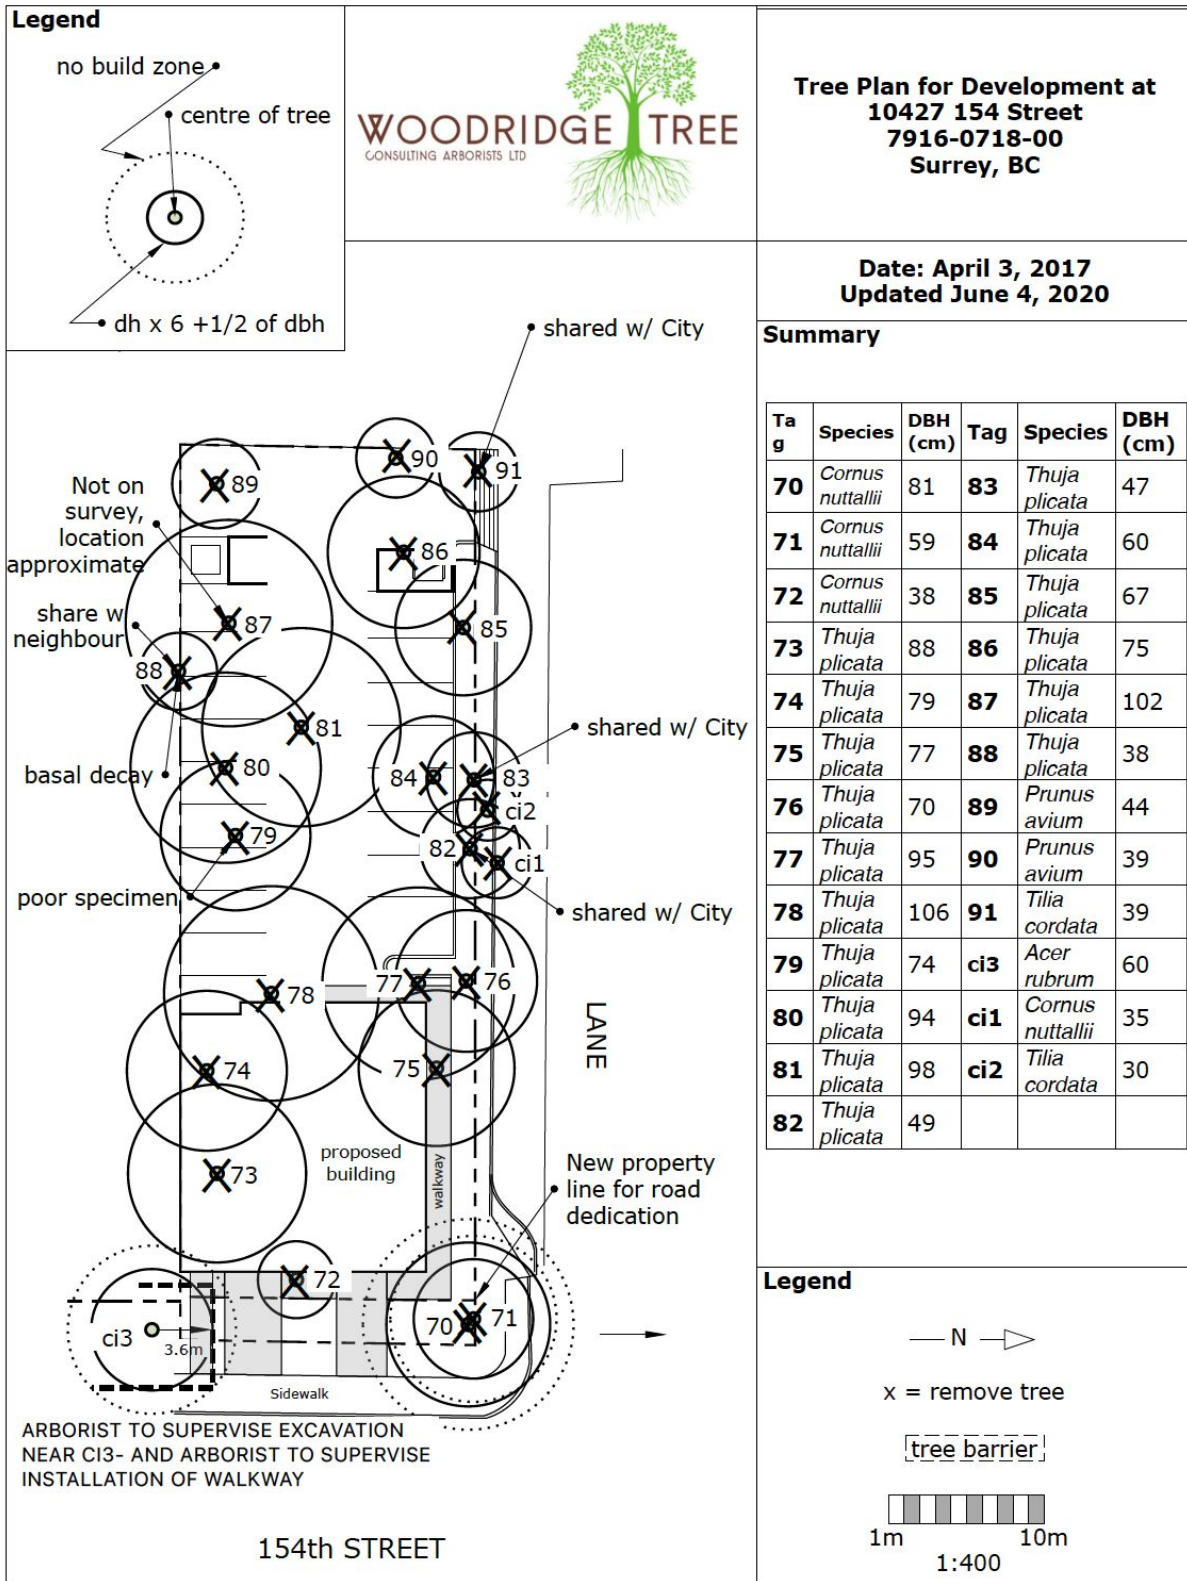 Legend
no build zone
centre of tree
dh x 6 +1/2 of dbh
WOODRIDGE TREE
CONSULTING ARBORISTS LTD
Tree Plan for Development at
10427 154 Street
7916-0718-00
Surrey, BC
Date: April 3, 2017
Updated June 4, 2020
Summary
Ta
g Species DBH
(cm) Tag Species DBH
(cm)
70 Cornus
nuttallii 81 83 Thuja
plicata 47
71 Cornus
nuttallii 59 84 Thuja
plicata 60
72 Cornus
nuttallii 38 85 Thuja
plicata 67
73 Thuja
plicata 88 86 Thuja
plicata 75
74 Thuja
plicata 79 87 Thuja
plicata 102
75 Thuja
plicata 77 88 Thuja
plicata 38
76 Thuja
plicata 70 89 Prunus
avium 44
77 Thuja
plicata 95 90 Prunus
avium 39
78 Thuja
plicata 106 91 Tilia
cordata 39
79 Thuja
plicata 74 ci3 Acer
rubrum 60
80 Thuja
plicata 94 ci1 Cornus
nuttallii 35
81 Thuja
plicata 98 ci2 Tilia
cordata 30
82 Thuja
plicata 49
shared w/ City
90
91
89
Not on
survey,
location
approximate
86
share w
neighbour
87
85
88
81
shared w/ City
basal decay
80
84
83
ci2
79
82
ci1
poor specimen
shared w/ City
78
77
76
LANE
74
75
proposed
building
walkway
73
New property
line for road
dedication
72
70
71
ci3
3.6m
Sidewalk
ARBORIST TO SUPERVISE EXCAVATION
NEAR CI3- AND ARBORIST TO SUPERVISE
INSTALLATION OF WALKWAY
154th STREET
Legend
N
x = remove tree
tree barrier
1m 10m
1:400